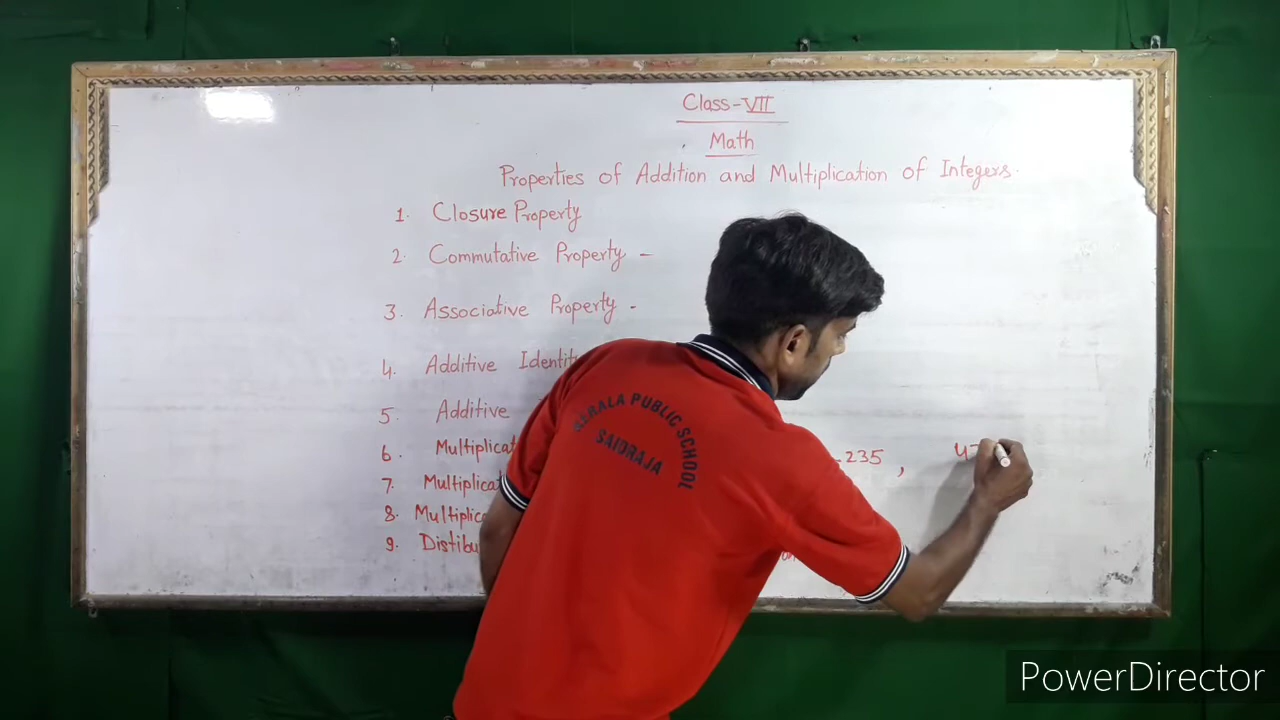 Class-VII
Math
Properties of Addition and Multiplication of Integers.
1. Closure Property
2. Commutative Property -
3. Associative Property -
4. Additive Identit
5. Additive
6. Multiplicat
-235 ,
7. Multiplicat
8. Multiplic
9. Distibu
KERALA PUBLIC SCHOOL
SAIDRAJA
PowerDirector